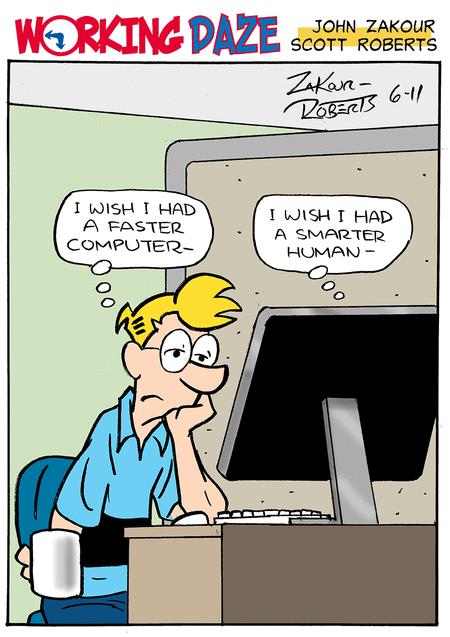 WORKING DAZE
JOHN ZAKOUR
SCOTT ROBERTS
ZAKOUR-
ROBERTS 6-11
I WISH I HAD
A FASTER
COMPUTER-
I WISH I HAD
A SMARTER
HUMAN-